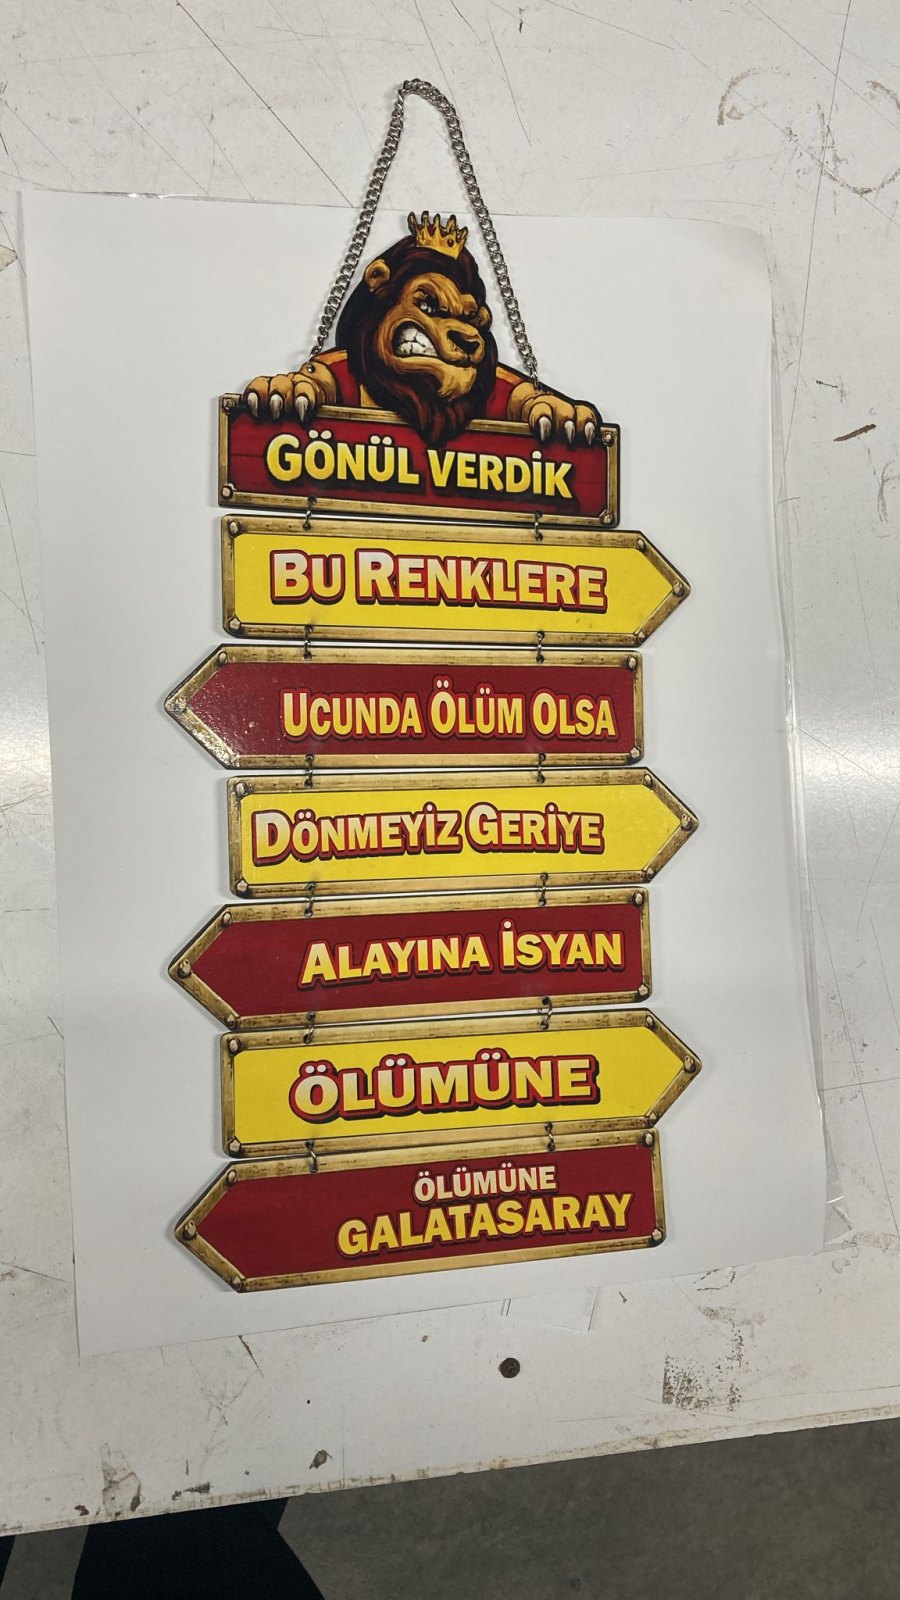 GÖNÜL VERDİK
BU RENKLERE
UCUNDA ÖLÜM OLSA
DÖNMEYİZ GERİYE
ALAYINA İSYAN
ÖLÜMÜNE
ÖLÜMÜNE
GALATASARAY